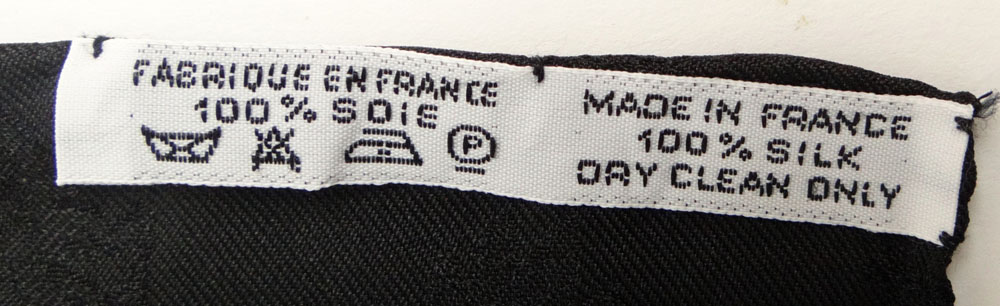 FABRIQUE EN FRANCE
100% SOIE
P
MADE IN FRANCE
100% SILK
DRY CLEAN ONLY